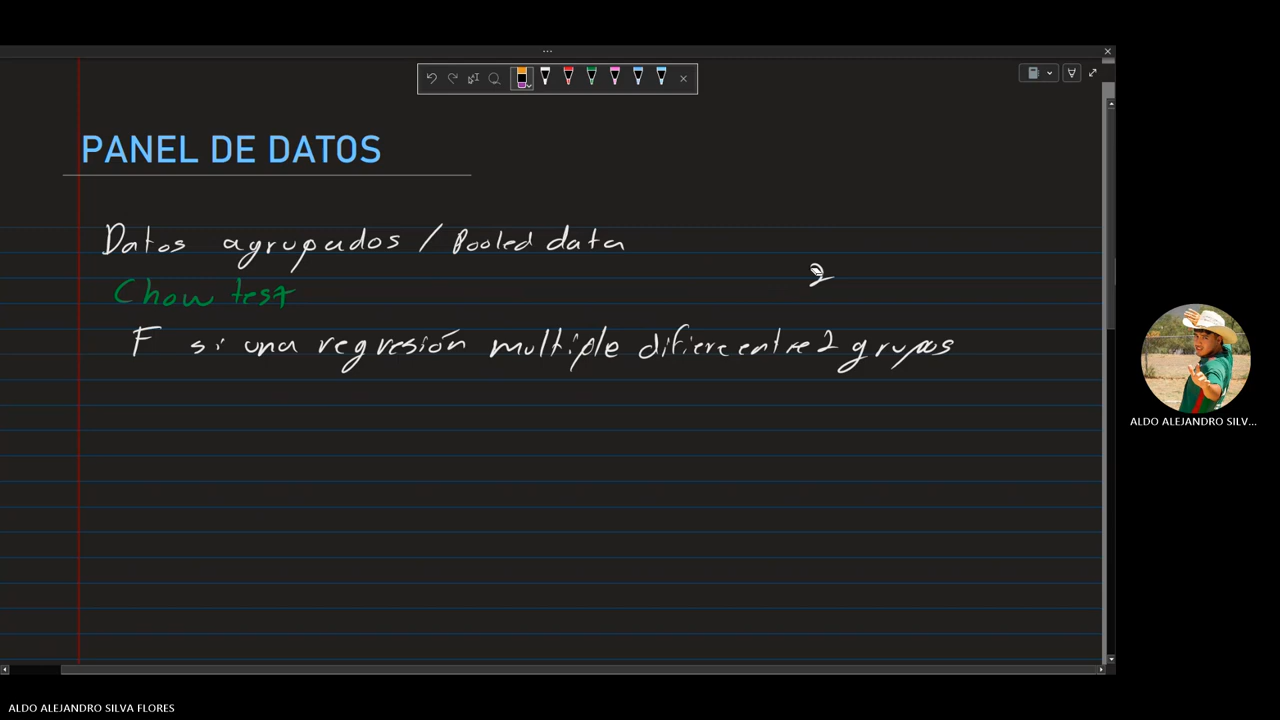 PANEL DE DATOS
Datos agrupados / Pooled data
2
Chow test
F si una regresión multiple difiere entre 2 grupos
ALDO ALEJANDRO SILV...
ALDO ALEJANDRO SILVA FLORES